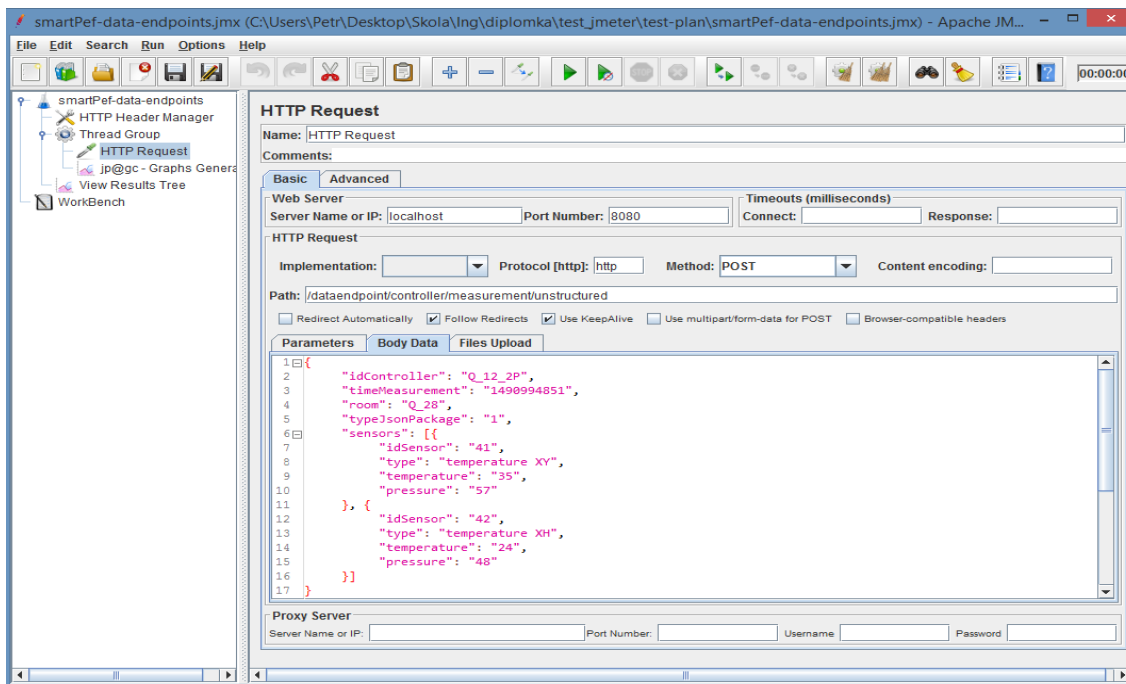 smartPef-data-endpoints.jmx (C:\Users\Petr\Desktop\Skola\Ing\diplomka\test_jmeter\test-plan\smartPef-data-endpoints.jmx) - Apache JM...
File Edit Search Run Options Help
00:00:00
smartPef-data-endpoints
HTTP Header Manager
Thread Group
HTTP Request
jp@gc - Graphs Genera
View Results Tree
WorkBench
HTTP Request
Name: HTTP Request
Comments:
Basic Advanced
Web Server
Timeouts (milliseconds)
Server Name or IP: localhost Port Number: 8080 Connect: Response:
HTTP Request
Implementation: Protocol [http]: http Method: POST Content encoding:
Path: /dataendpoint/controller/measurement/unstructured
Redirect Automatically Follow Redirects Use KeepAlive Use multipart/form-data for POST Browser-compatible headers
Parameters Body Data Files Upload
1 {
2 "idController": "Q_12_2P",
3 "timeMeasurement": "1490994851",
4 "room": "Q_28",
5 "typeJsonPackage": "1",
6 "sensors": [{
7 "idSensor": "41",
8 "type": "temperature XY",
9 "temperature": "35",
10 "pressure": "57"
11 }, {
12 "idSensor": "42",
13 "type": "temperature XH",
14 "temperature": "24",
15 "pressure": "48"
16 }]
17 }
Proxy Server
Server Name or IP: Port Number: Username Password